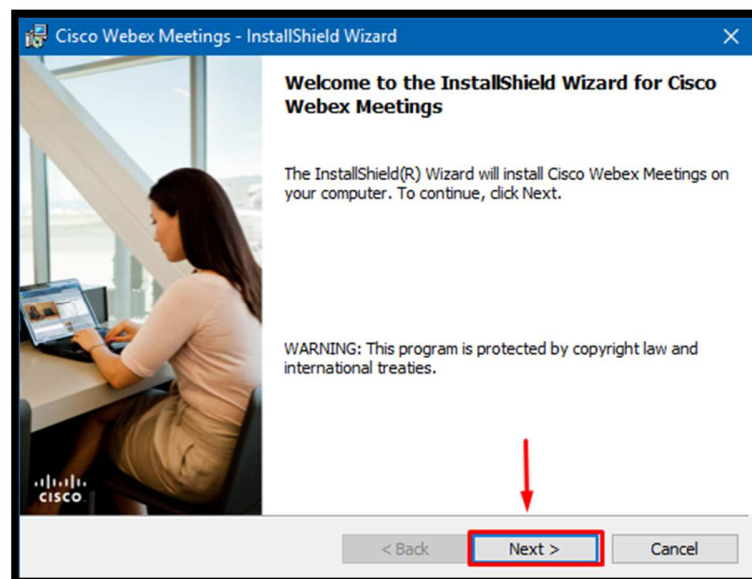 Cisco Webex Meetings - InstallShield Wizard
Welcome to the InstallShield Wizard for Cisco
Webex Meetings
The InstallShield(R) Wizard will install Cisco Webex Meetings on
your computer. To continue, click Next.
WARNING: This program is protected by copyright law and
international treaties.
CISCO
< Back
Next >
Cancel